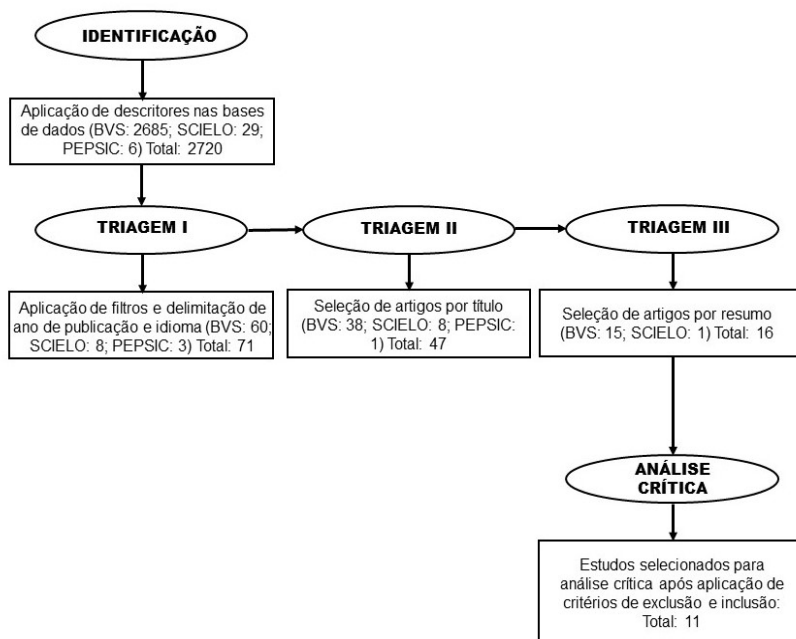 IDENTIFICAÇÃO
Aplicação de descritores nas bases
de dados (BVS: 2685; SCIELO: 29;
PEPSIC: 6) Total: 2720
TRIAGEM I
TRIAGEM II
TRIAGEM III
Aplicação de filtros e delimitação de
ano de publicação e idioma (BVS: 60;
SCIELO: 8; PEPSIC: 3) Total: 71
Seleção de artigos por título
(BVS: 38; SCIELO: 8; PEPSIC:
1) Total: 47
Seleção de artigos por resumo
(BVS: 15; SCIELO: 1) Total: 16
ANÁLISE
CRÍTICA
Estudos selecionados para
análise crítica após aplicação de
critérios de exclusão e inclusão:
Total: 11